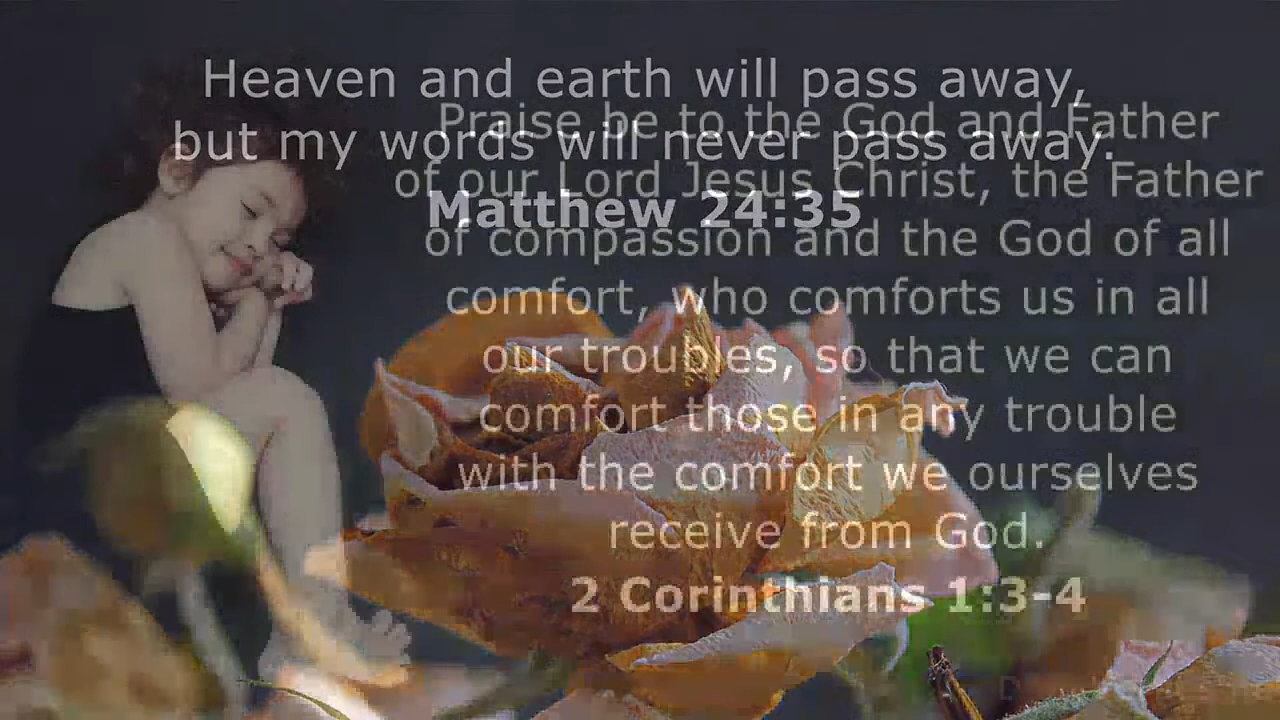 Heaven and earth will pass away,
but my words will never pass away.
Matthew 24:35
Praise be to the God and Father
of our Lord Jesus Christ, the Father
of compassion and the God of all
comfort, who comforts us in all
our troubles, so that we can
comfort those in any trouble
with the comfort we ourselves
receive from God.
2 Corinthians 1:3-4